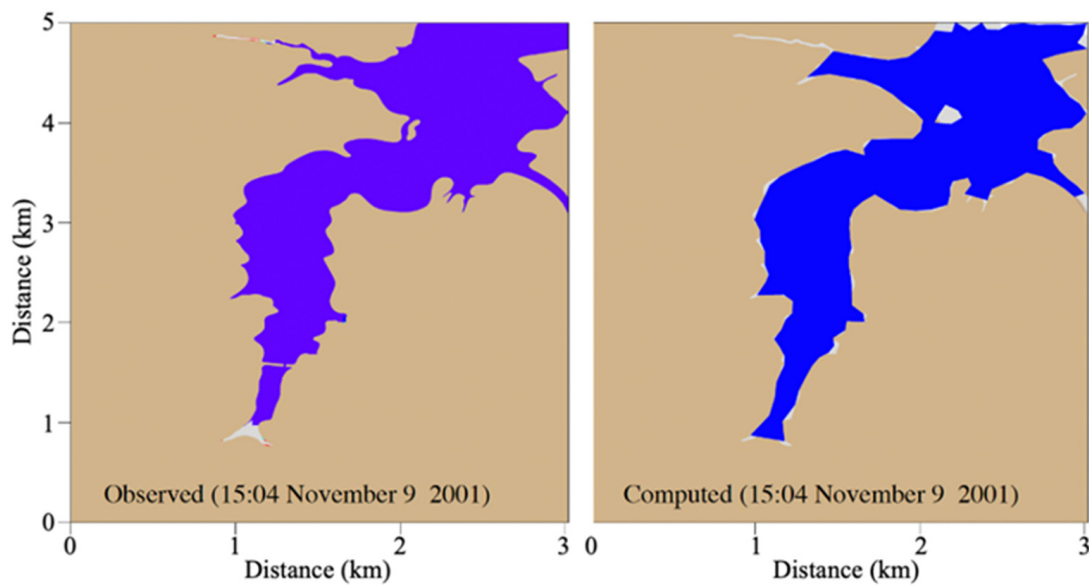 5
4
3
2
1
0
Distance (km)
Observed (15:04 November 9 2001)
0 1 2 3
Distance (km)
Computed (15:04 November 9 2001)
0 1 2 3
Distance (km)